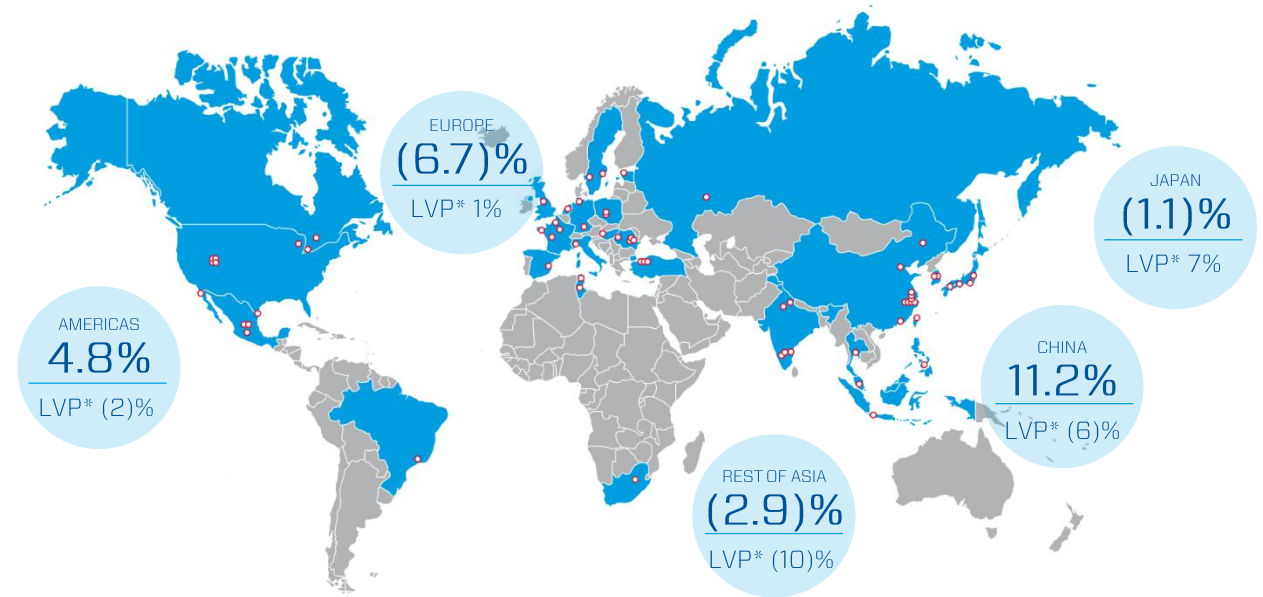 EUROPE
(6.7)%
LVP* 1%
JAPAN
(1.1)%
LVP* 7%
AMERICAS
4.8%
LVP* (2)%
CHINA
11.2%
LVP* (6)%
REST OF ASIA
(2.9)%
LVP* (10)%